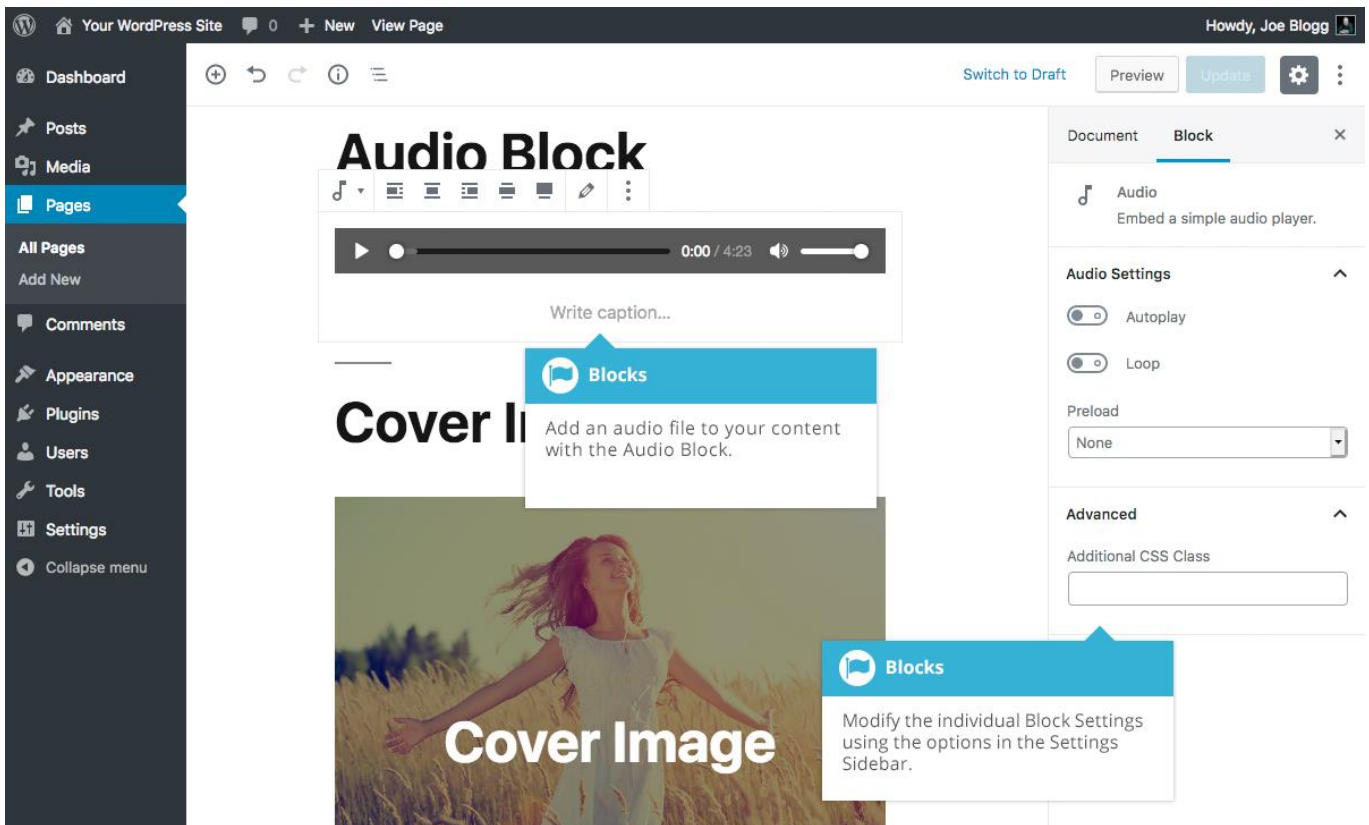 Your WordPress Site 0 New View Page Howdy, Joe Blogg
Dashboard
Posts
Media
Pages
All Pages
Add New
Comments
Appearance
Plugins
Users
Tools
Settings
Collapse menu
Switch to Draft Preview Update
Audio Block
0:00 / 4:23
Write caption...
Blocks
Add an audio file to your content
with the Audio Block.
Cover I
Cover Image
Document Block
Audio
Embed a simple audio player.
Audio Settings
Autoplay
Loop
Preload
None
Advanced
Additional CSS Class
Blocks
Modify the individual Block Settings
using the options in the Settings
Sidebar.